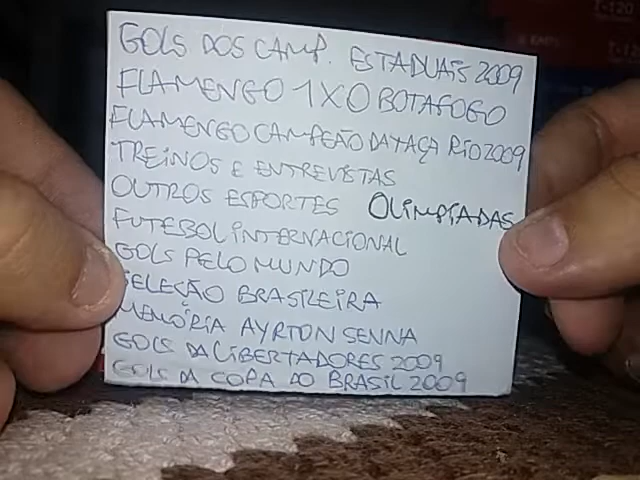 GOLS DOS CAMP. ESTADUAIS 2009
FLAMENGO 1X0 BOTAFOGO
FLAMENGO CAMPEÃO DA TAÇA RIO 2009
TREINOS E ENTREVISTAS
OUTROS ESPORTES OLIMPÍADAS
FUTEBOL INTERNACIONAL
GOLS PELO MUNDO
SELEÇÃO BRASILEIRA
MEMÓRIA AYRTON SENNA
GOLS DA LIBERTADORES 2009
GOLS DA COPA DO BRASIL 2009
T-120